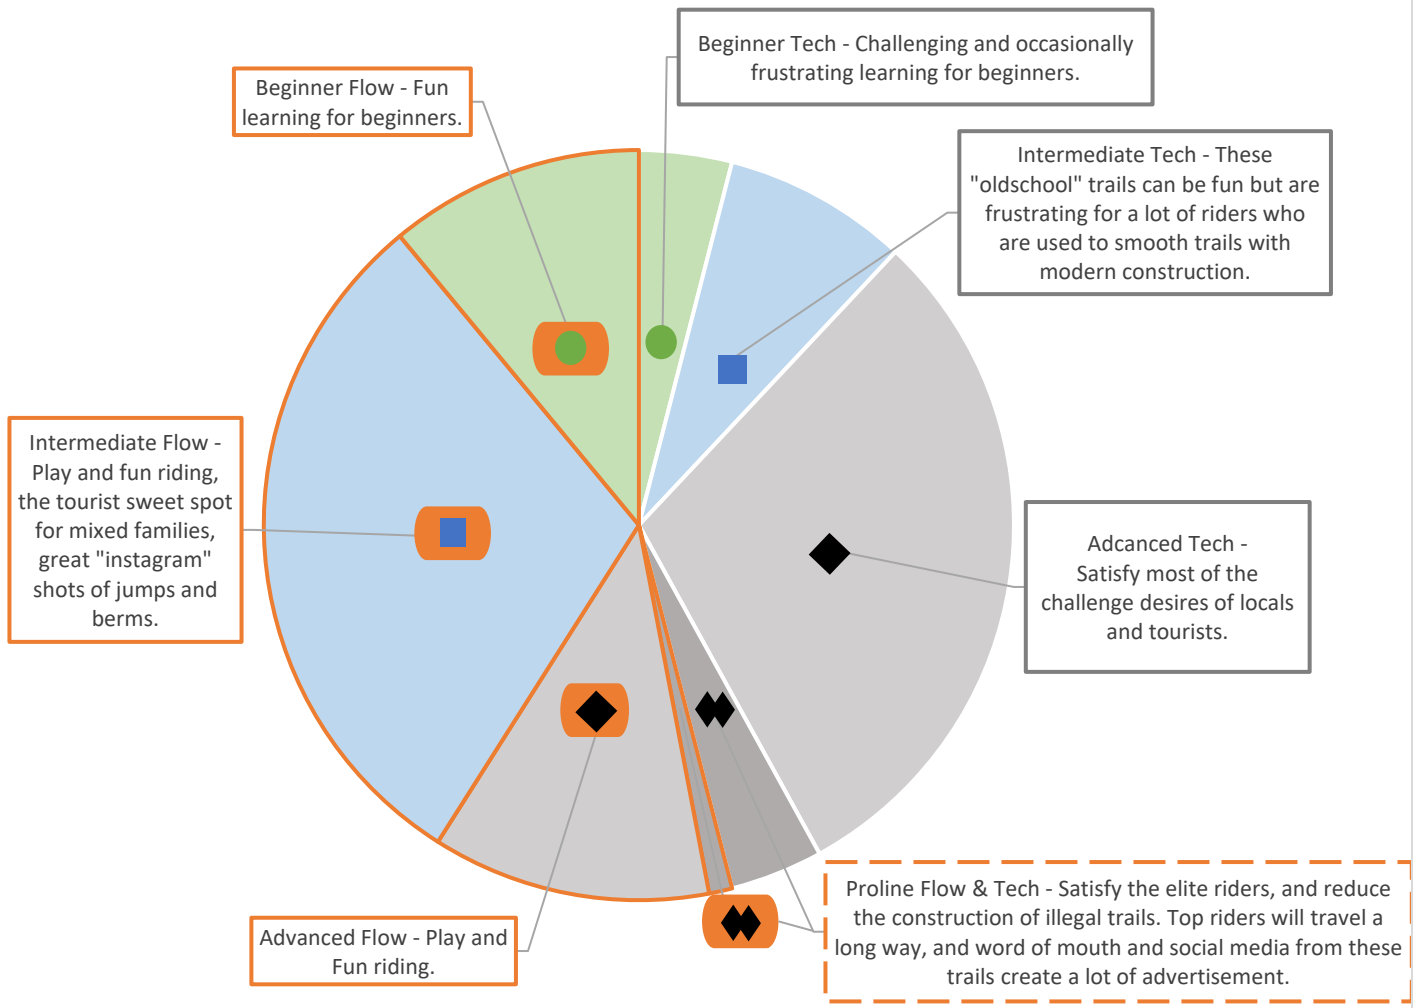 Beginner Tech - Challenging and occasionally
frustrating learning for beginners.
Beginner Flow - Fun
learning for beginners.
Intermediate Tech - These
"oldschool" trails can be fun but are
frustrating for a lot of riders who
are used to smooth trails with
modern construction.
Intermediate Flow -
Play and fun riding,
the tourist sweet spot
for mixed families,
great "instagram"
shots of jumps and
berms.
Adcanced Tech -
Satisfy most of the
challenge desires of locals
and tourists.
Proline Flow & Tech - Satisfy the elite riders, and reduce
the construction of illegal trails. Top riders will travel a
long way, and word of mouth and social media from these
trails create a lot of advertisement.
Advanced Flow - Play and
Fun riding.